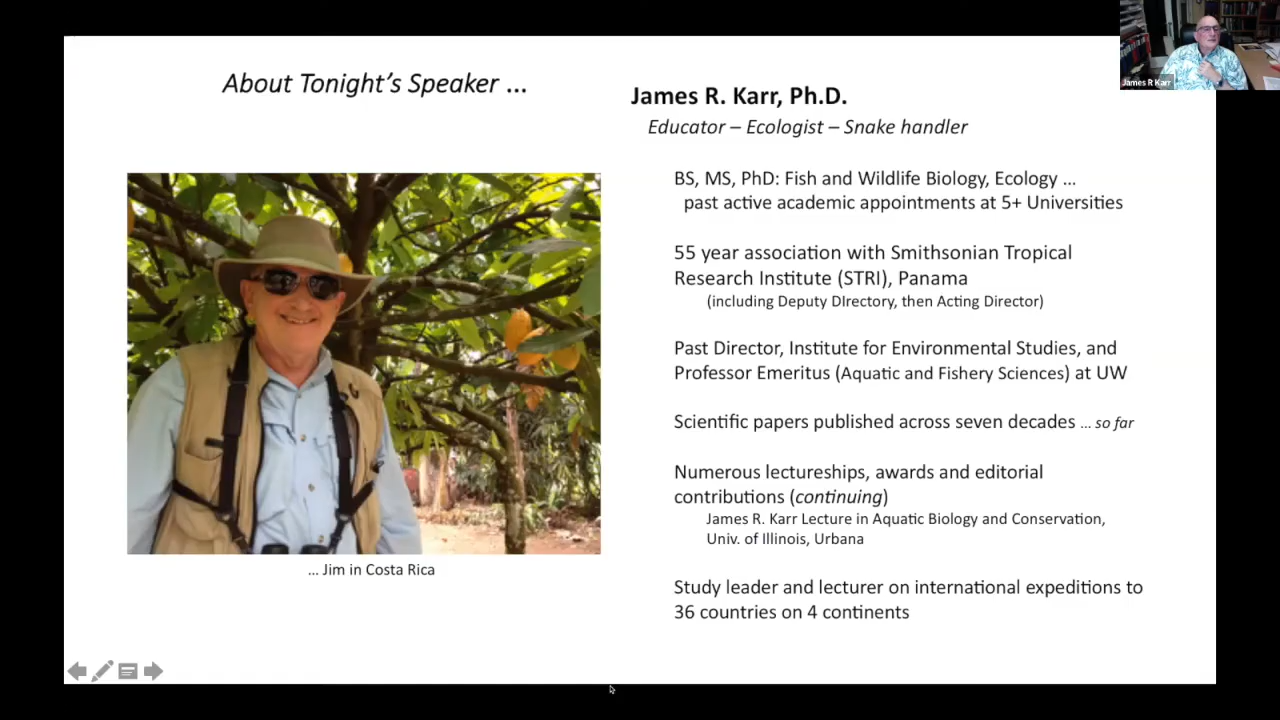 About Tonight's Speaker ...
James R. Karr, Ph.D.
Educator – Ecologist – Snake handler
BS, MS, PhD: Fish and Wildlife Biology, Ecology ...
past active academic appointments at 5+ Universities
55 year association with Smithsonian Tropical
Research Institute (STRI), Panama
(including Deputy DIrectory, then Acting Director)
Past Director, Institute for Environmental Studies, and
Professor Emeritus (Aquatic and Fishery Sciences) at UW
Scientific papers published across seven decades ... so far
Numerous lectureships, awards and editorial
contributions (continuing)
James R. Karr Lecture in Aquatic Biology and Conservation,
Univ. of Illinois, Urbana
Study leader and lecturer on international expeditions to
36 countries on 4 continents
... Jim in Costa Rica
James R Karr